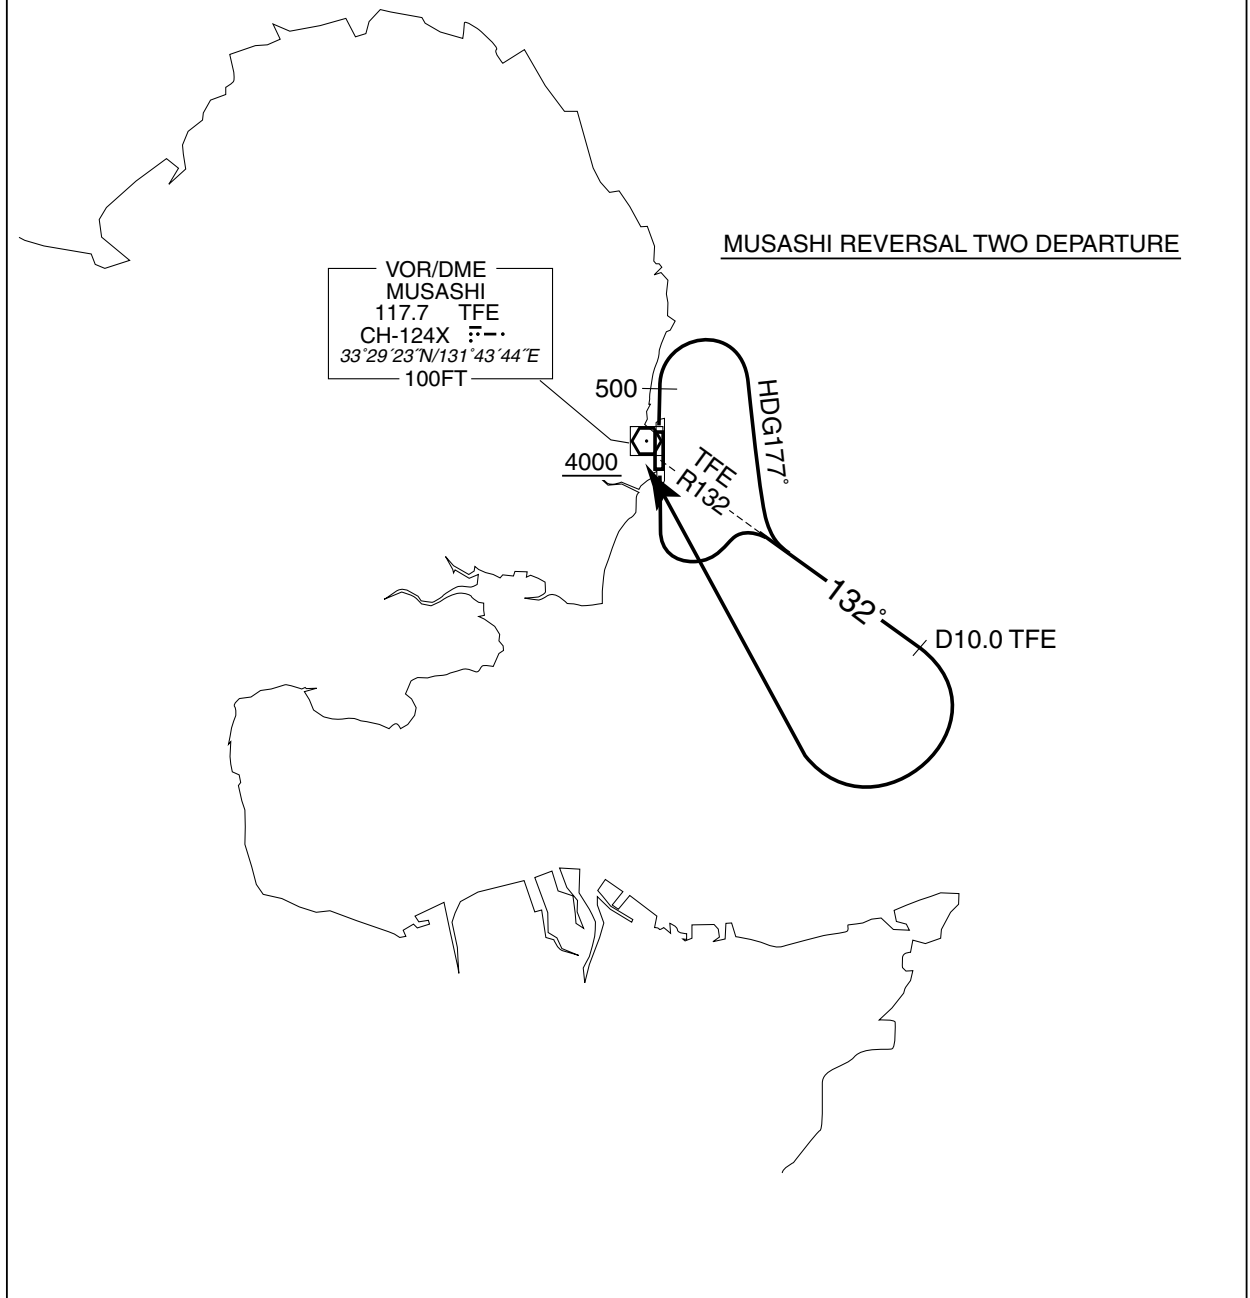 MUSASHI REVERSAL TWO DEPARTURE
VOR/DME
MUSASHI
117.7 TFE
CH-124X
33°29´23˝N/131°43´44˝E
100FT
500
HDG177°
4000
TFE
R132
132°
D10.0 TFE